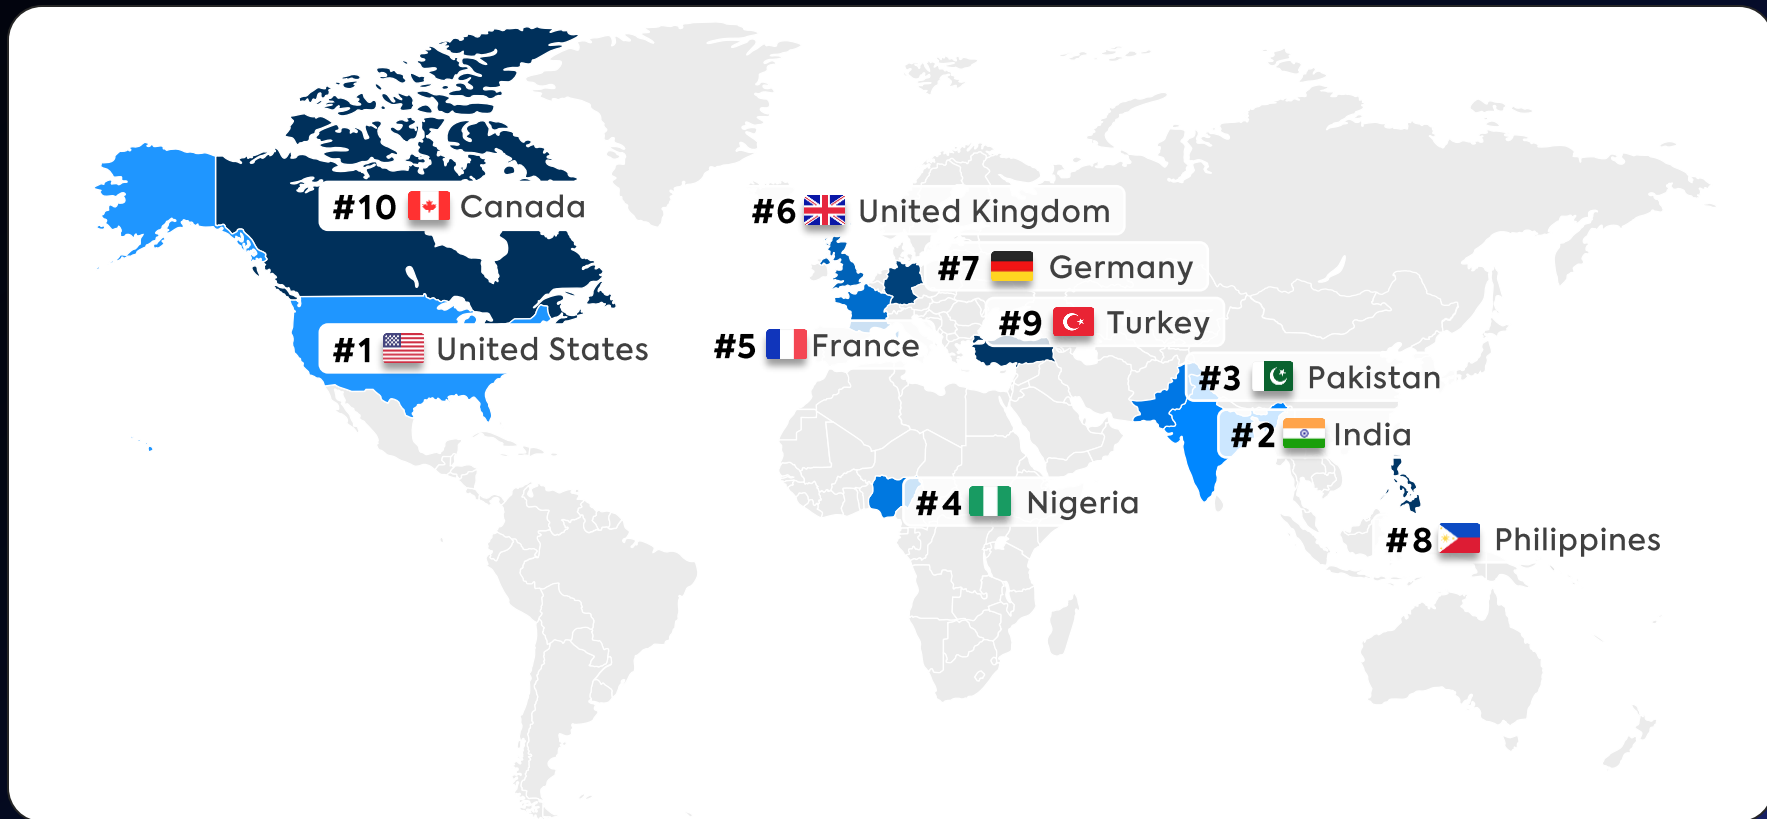 #10 Canada
#6 United Kingdom
#7 Germany
#9 Turkey
#1 United States
#5 France
#3 Pakistan
#2 India
#4 Nigeria
#8 Philippines